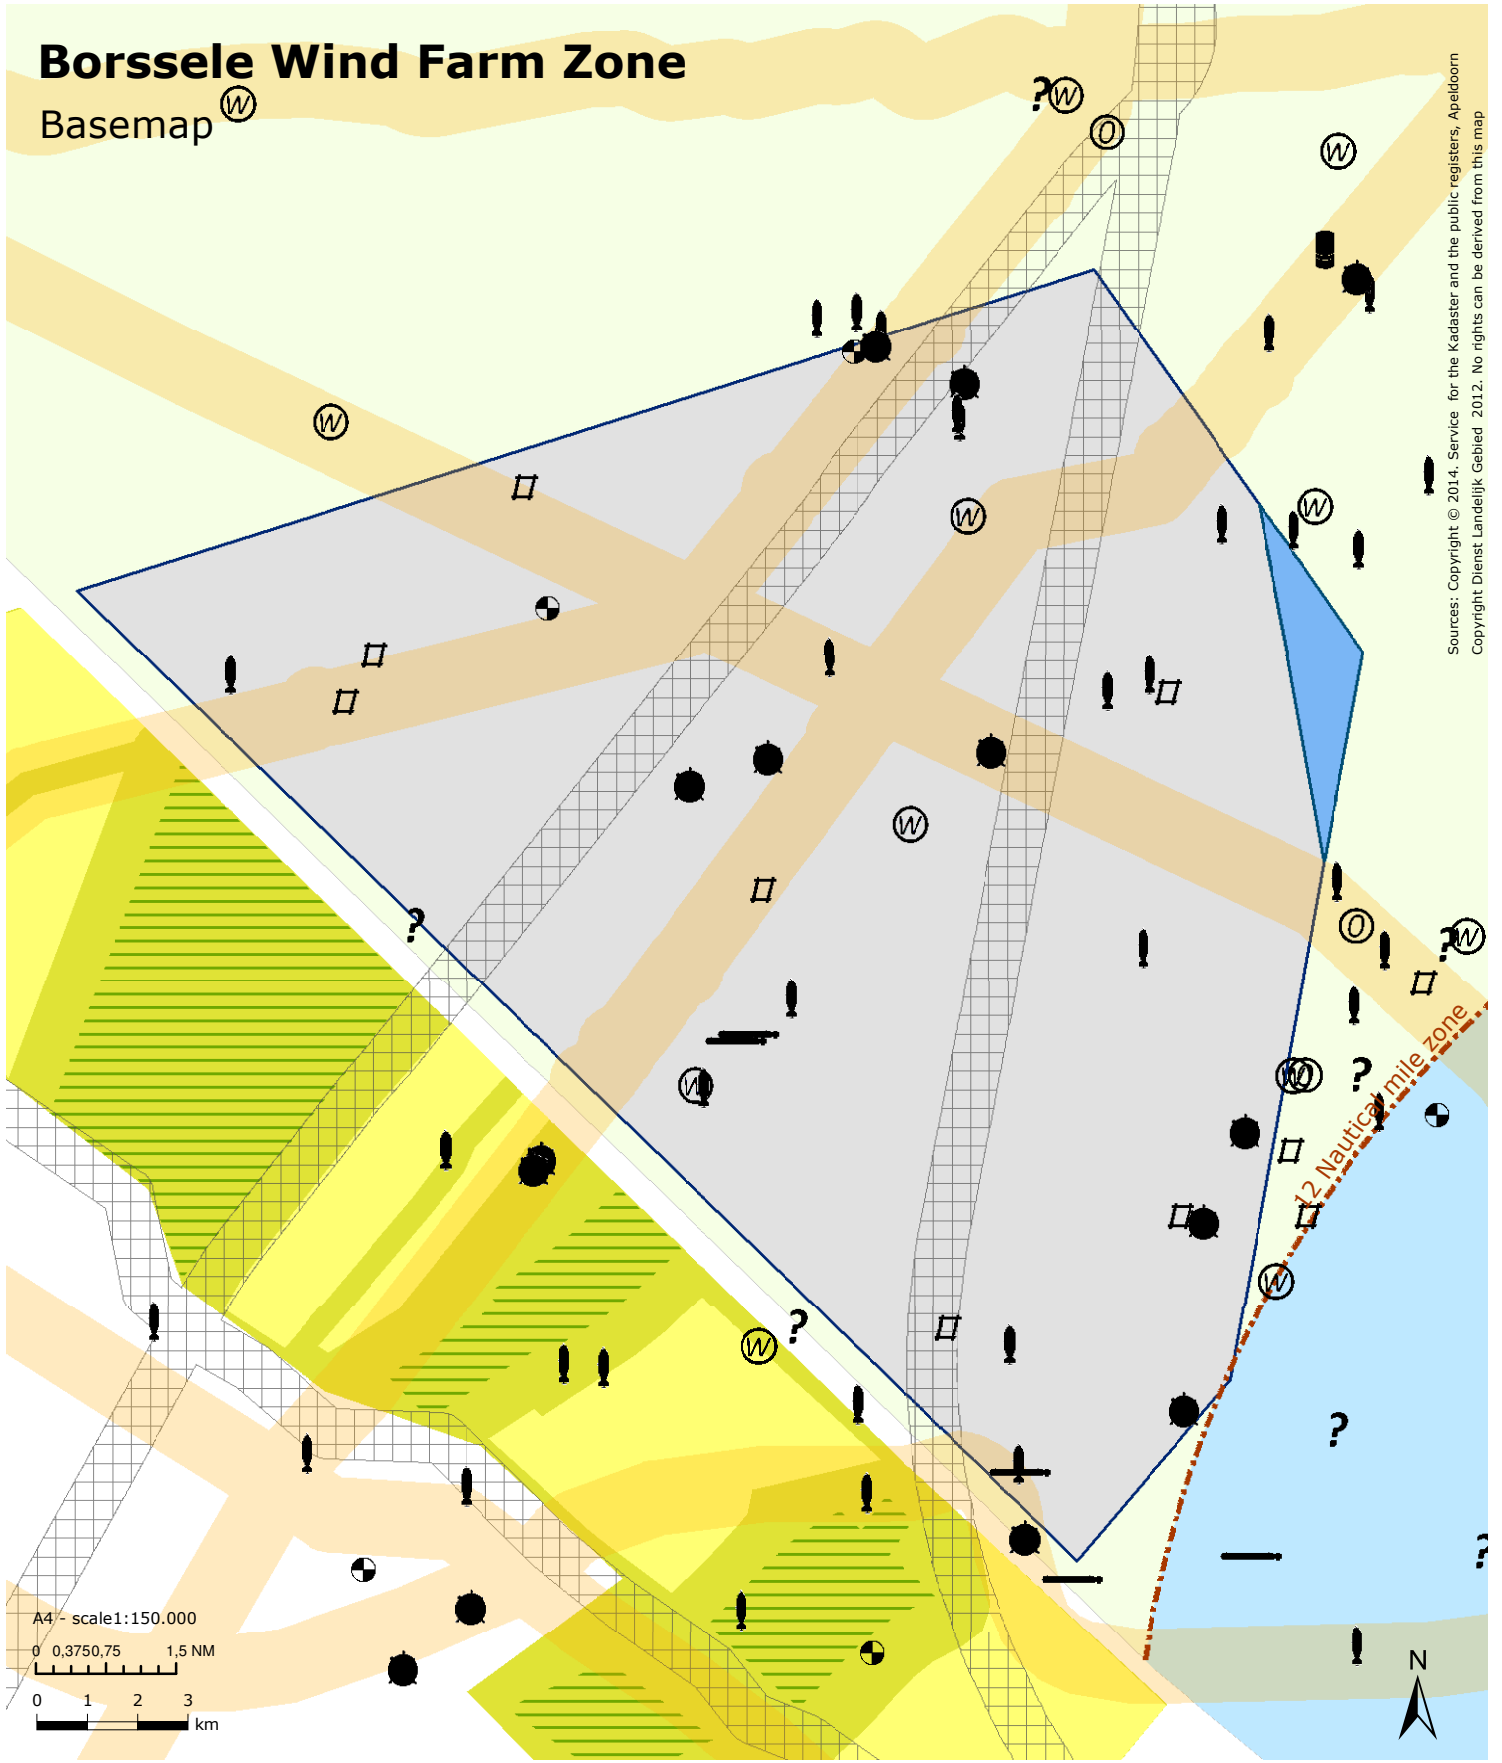 Borssele Wind Farm Zone
Basemap
W
?
W
O
W
W
W
W
W
?
O
?
W
W
W
O
?
W
?
W
?
?
12 Nautical mile zone
Sources: Copyright © 2014. Service for the Kadaster and the public registers, Apeldoorn
Copyright Dienst Landelijk Gebied 2012. No rights can be derived from this map
A4 - scale1:150.000
0 0,3750,75 1,5 NM
0 1 2 3
km
N